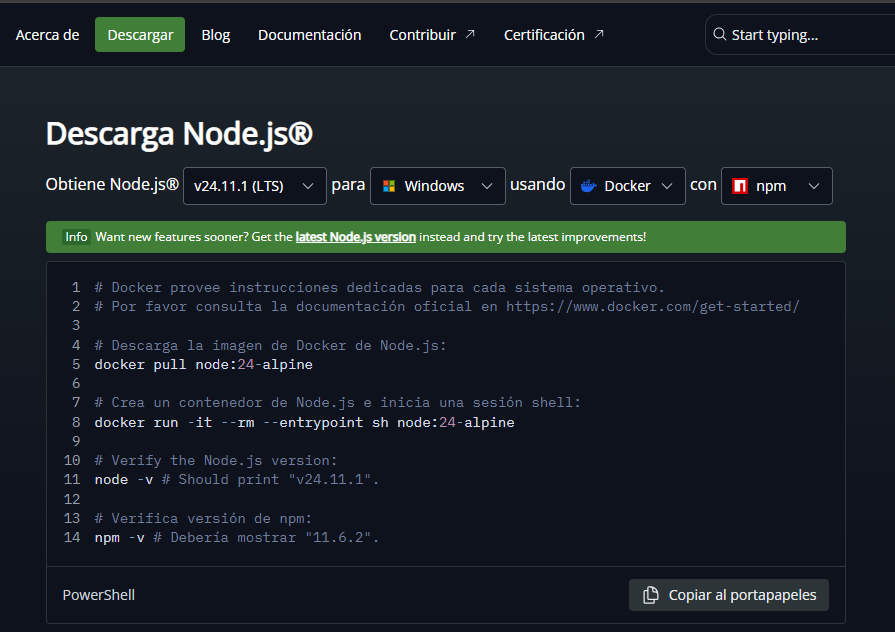 Acerca de Descargar Blog Documentación Contribuir Certificación Start typing...
Descarga Node.js®
Obtiene Node.js® v24.11.1 (LTS) para Windows usando Docker con npm
Info Want new features sooner? Get the latest Node.js version instead and try the latest improvements!
1 # Docker provee instrucciones dedicadas para cada sistema operativo.
2 # Por favor consulta la documentación oficial en https://www.docker.com/get-started/
3
4 # Descarga la imagen de Docker de Node.js:
5 docker pull node:24-alpine
6
7 # Crea un contenedor de Node.js e inicia una sesión shell:
8 docker run -it --rm --entrypoint sh node:24-alpine
9
10 # Verify the Node.js version:
11 node -v # Should print "v24.11.1".
12
13 # Verifica versión de npm:
14 npm -v # Debería mostrar "11.6.2".
PowerShell Copiar al portapapeles